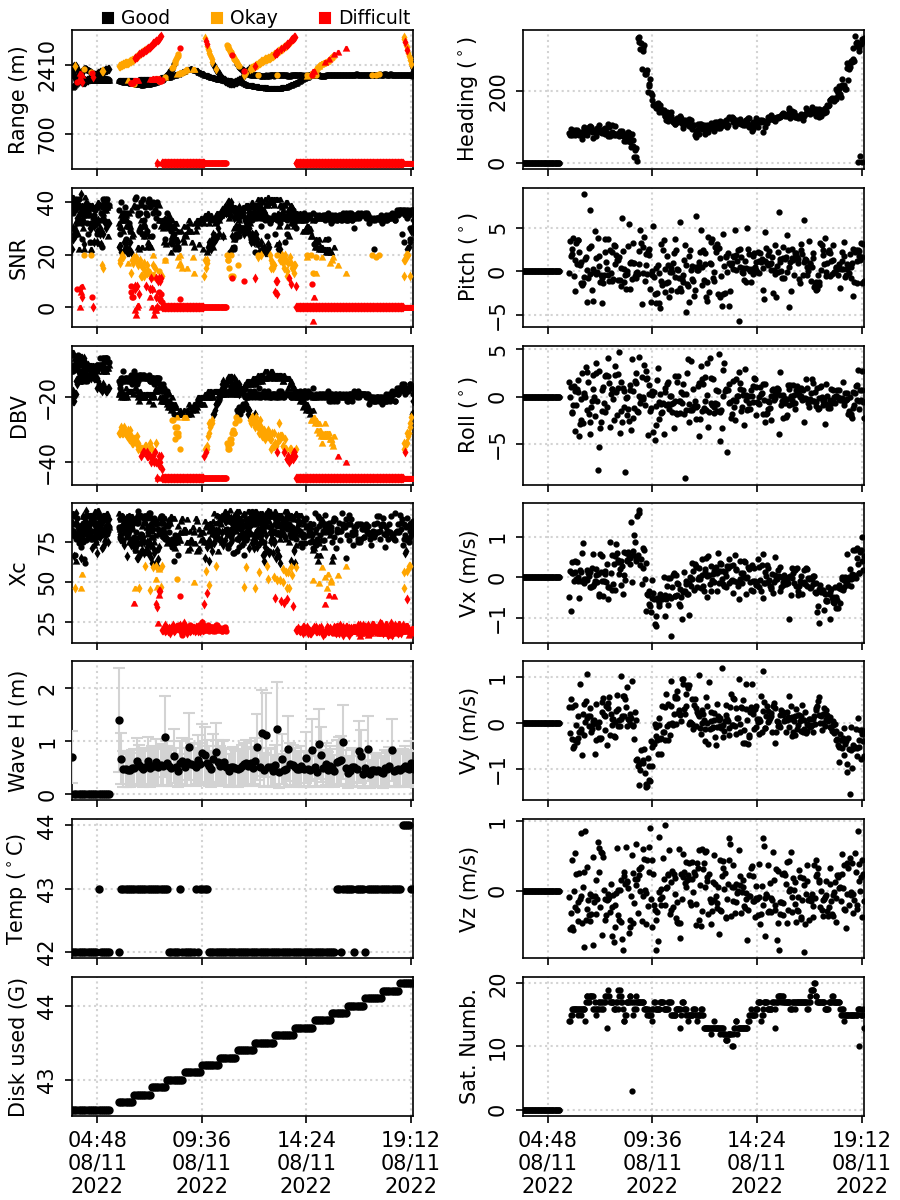 Good Okay Difficult
Range (m)
2410
700
Heading (°)
200
0
SNR
40
20
0
Pitch (°)
5
0
−5
DBV
−20
−40
Roll (°)
5
0
−5
Xc
75
50
25
Vx (m/s)
1
0
−1
Wave H (m)
2
1
0
Vy (m/s)
1
0
−1
Temp (°C)
44
43
42
Vz (m/s)
1
0
Disk used (G)
44
43
Sat. Numb.
20
10
0
04:48 09:36 14:24 19:12
08/11 08/11 08/11 08/11
2022 2022 2022 2022
04:48 09:36 14:24 19:12
08/11 08/11 08/11 08/11
2022 2022 2022 2022